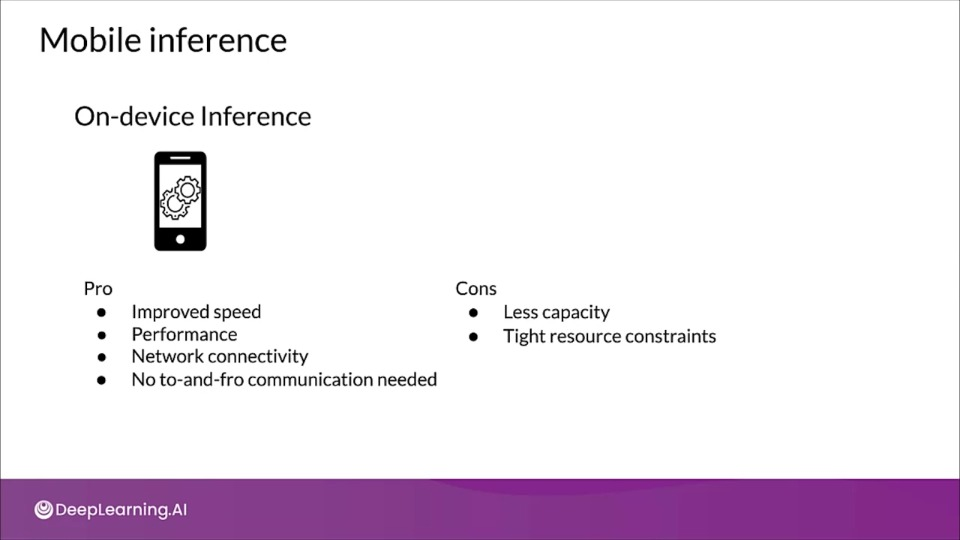 Mobile inference
On-device Inference
Pro
● Improved speed
● Performance
● Network connectivity
● No to-and-fro communication needed
Cons
● Less capacity
● Tight resource constraints
DeepLearning.AI